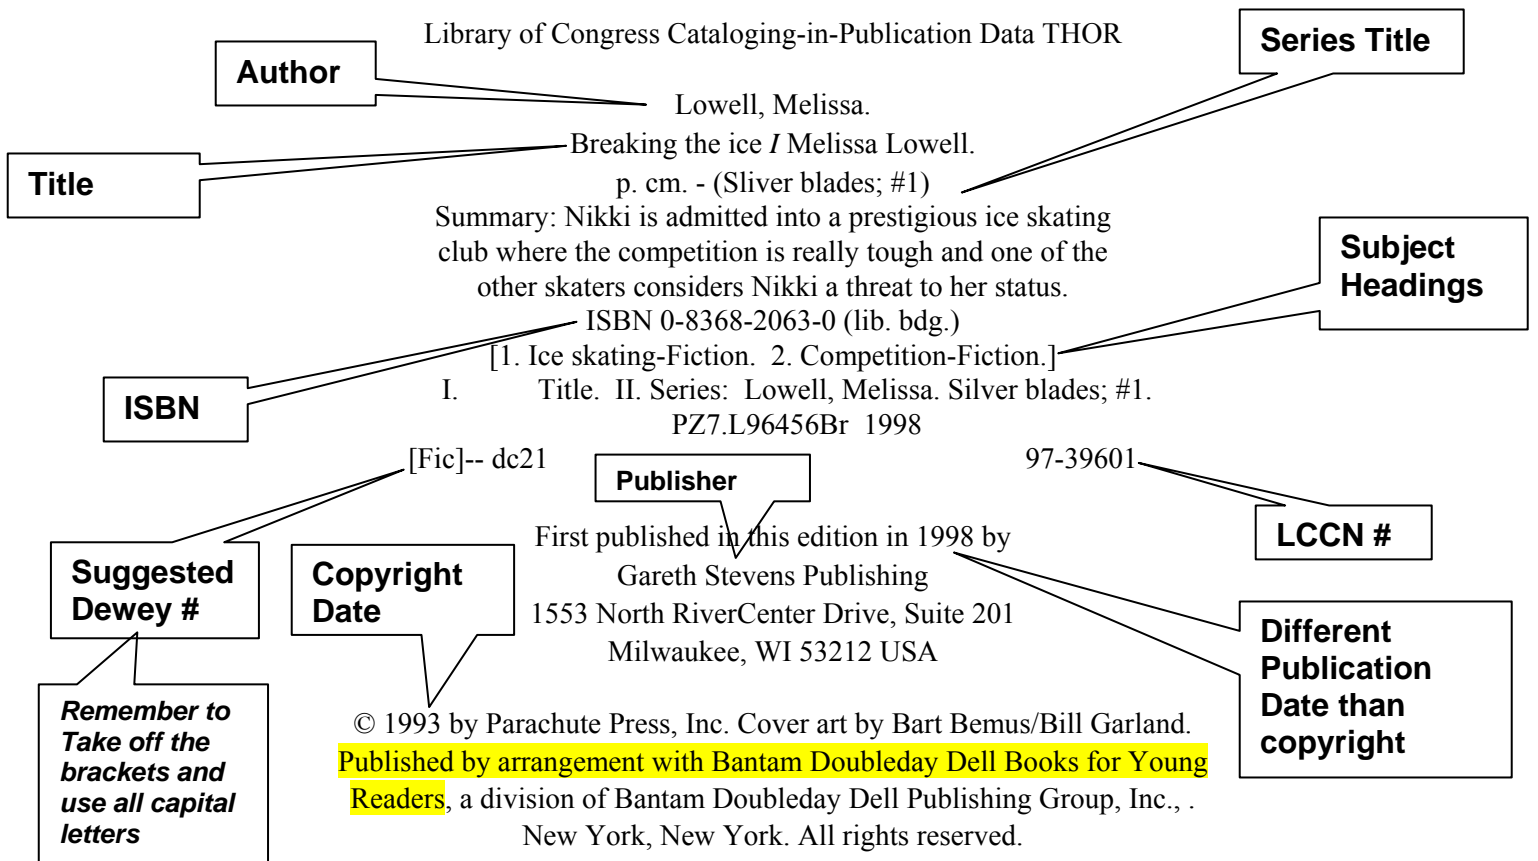 Library of Congress Cataloging-in-Publication Data THOR
Series Title
Author
Lowell, Melissa.
Breaking the ice I Melissa Lowell.
Title
p. cm. - (Sliver blades; #1)
Summary: Nikki is admitted into a prestigious ice skating
club where the competition is really tough and one of the
other skaters considers Nikki a threat to her status.
Subject
Headings
ISBN 0-8368-2063-0 (lib. bdg.)
[1. Ice skating-Fiction. 2. Competition-Fiction.]
ISBN
I. Title. II. Series: Lowell, Melissa. Silver blades; #1.
PZ7.L96456Br 1998
[Fic]-- dc21
97-39601
Publisher
LCCN #
First published in this edition in 1998 by
Gareth Stevens Publishing
1553 North RiverCenter Drive, Suite 201
Milwaukee, WI 53212 USA
Suggested
Dewey #
Copyright
Date
Different
Publication
Date than
copyright
Remember to
Take off the
brackets and
use all capital
letters
© 1993 by Parachute Press, Inc. Cover art by Bart Bemus/Bill Garland.
Published by arrangement with Bantam Doubleday Dell Books for Young
Readers, a division of Bantam Doubleday Dell Publishing Group, Inc., .
New York, New York. All rights reserved.